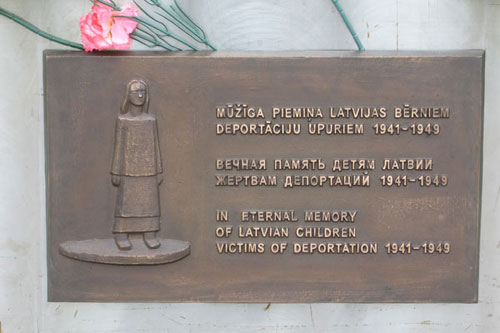 MŪŽĪGA PIEMIŅA LATVIJAS BĒRNIEM
DEPORTĀCIJU UPURIEM 1941-1949
ВЕЧНАЯ ПАМЯТЬ ДЕТЯМ ЛАТВИИ
ЖЕРТВАМ ДЕПОРТАЦИЙ 1941-1949
IN ETERNAL MEMORY
OF LATVIAN CHILDREN
VICTIMS OF DEPORTATION 1941-1949